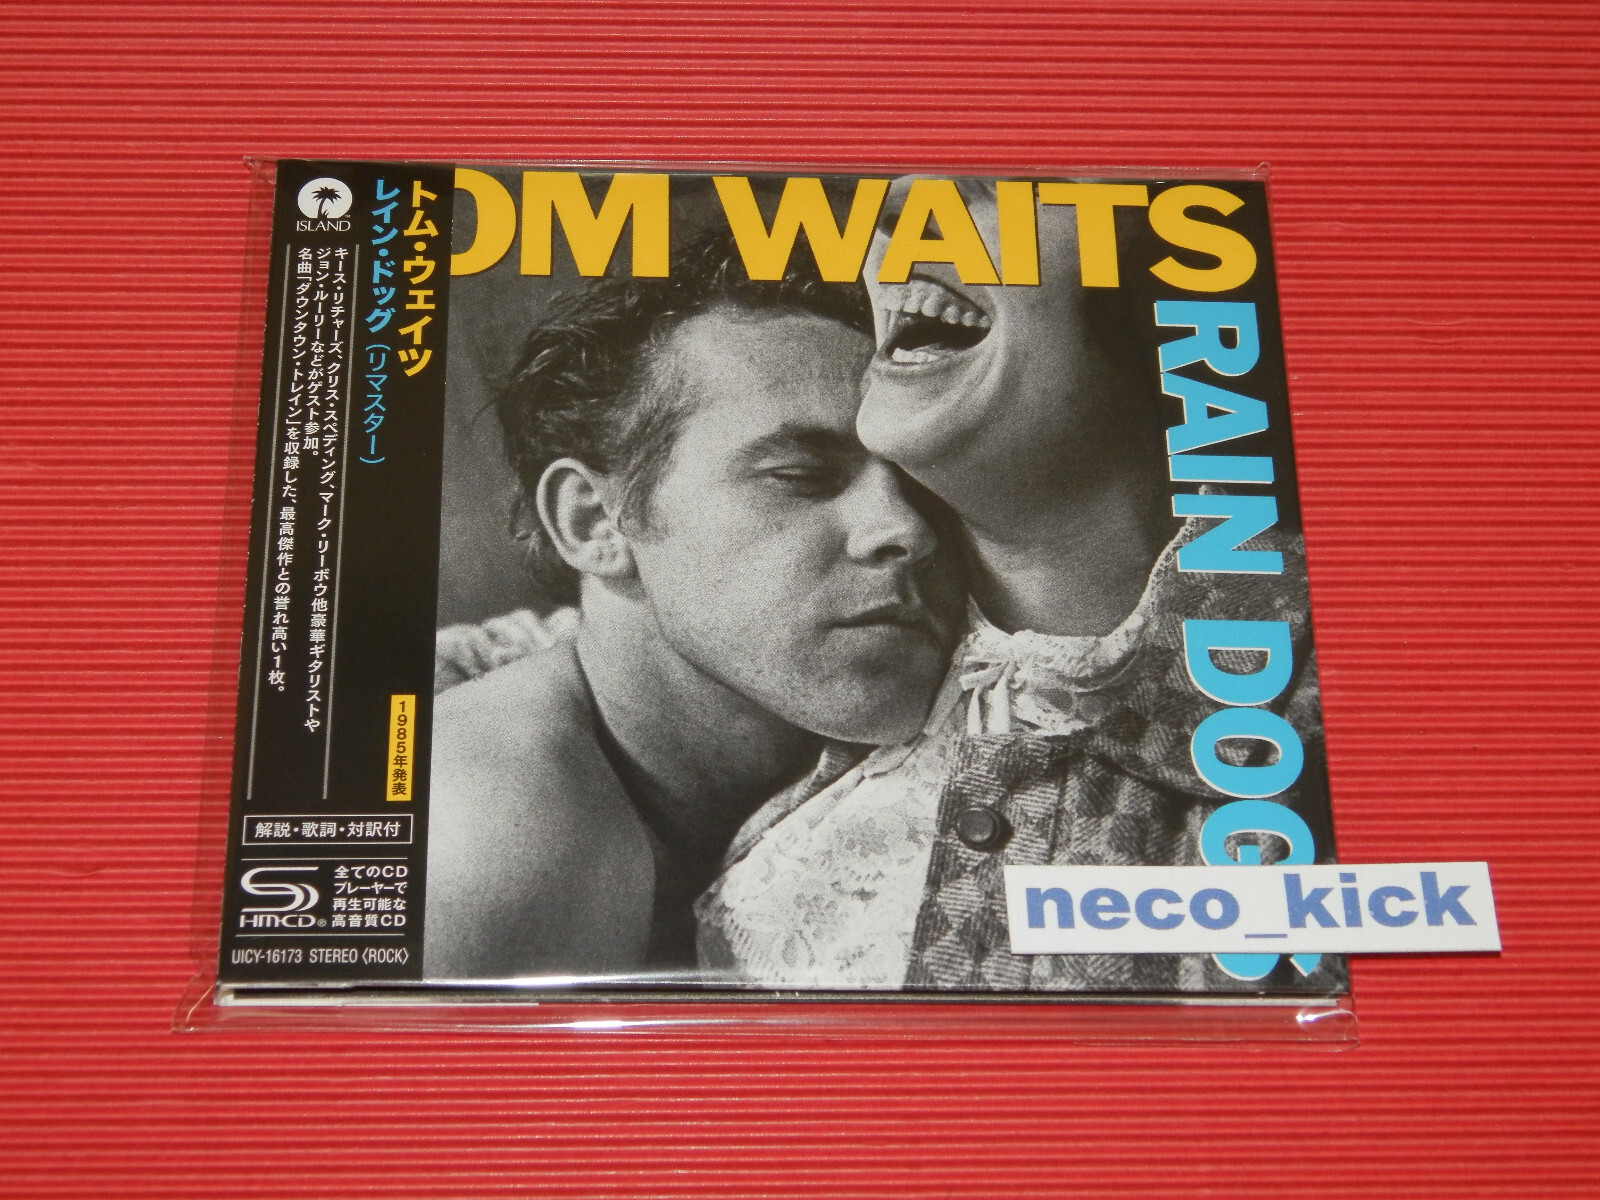 ISLAND
トム・ウェイツ
レイン・ドッグ（リマスター）
キース・リチャーズ、クリス・スペディング、マーク・リーボウ他豪華ギタリストや
ジョン・ルーリーなどがゲスト参加。
名曲「ダウンタウン・トレイン」を収録した、最高傑作との誉れ高い1枚。
1985年発表
解説・歌詞・対訳付
SHM-CD®
全てのCD
プレーヤーで
再生可能な
高音質CD
UICY-16173 STEREO〈ROCK〉
OM WAITS
RAIN DOGS
neco_kick